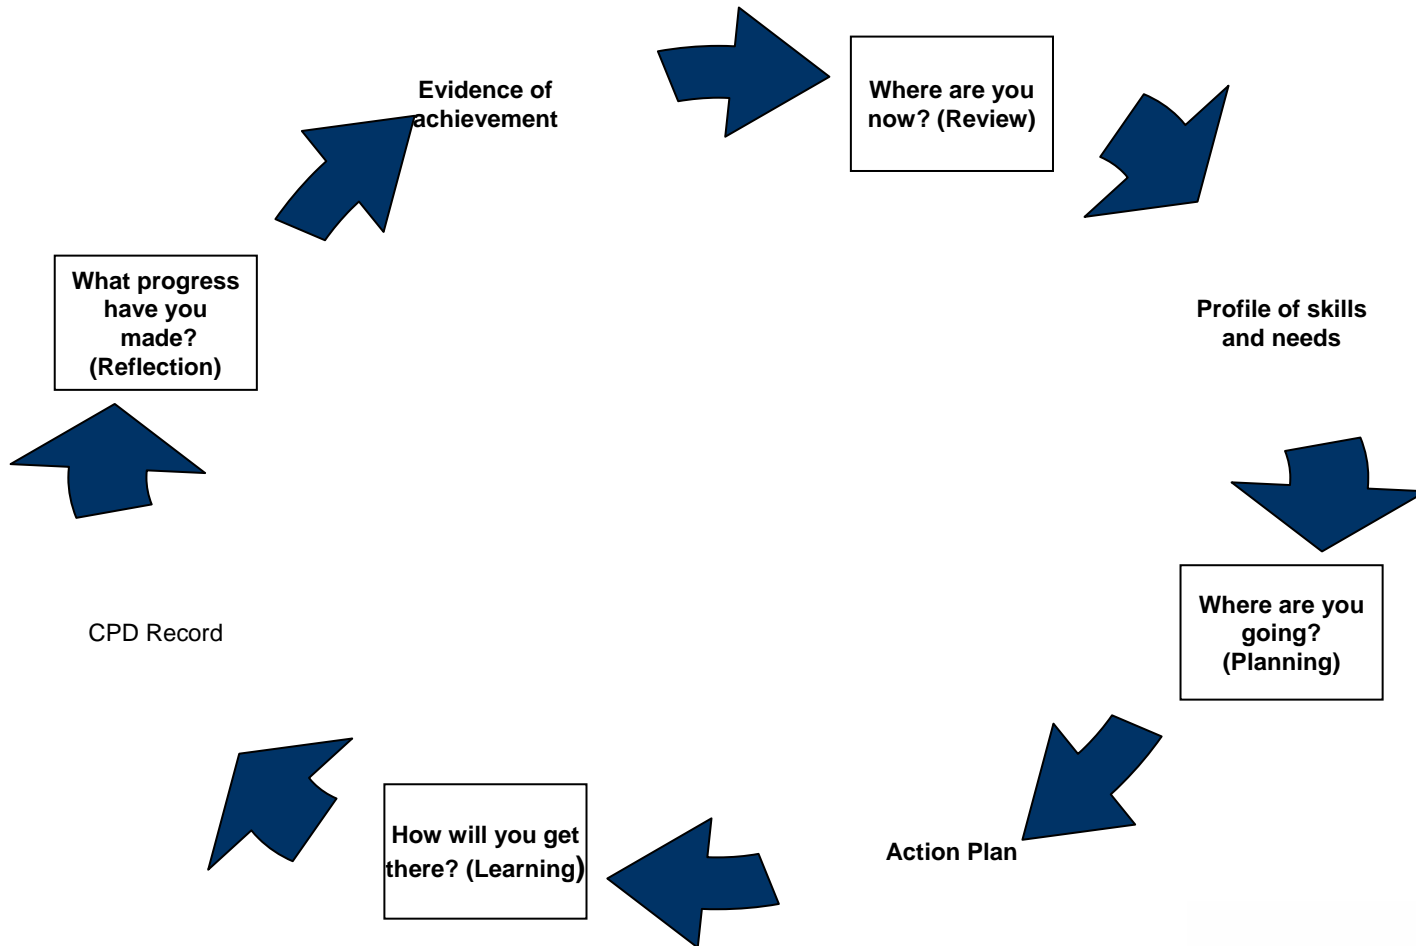 Evidence of
achievement
Where are you
now? (Review)
What progress
have you
made?
(Reflection)
Profile of skills
and needs
CPD Record
Where are you
going?
(Planning)
How will you get
there? (Learning)
Action Plan